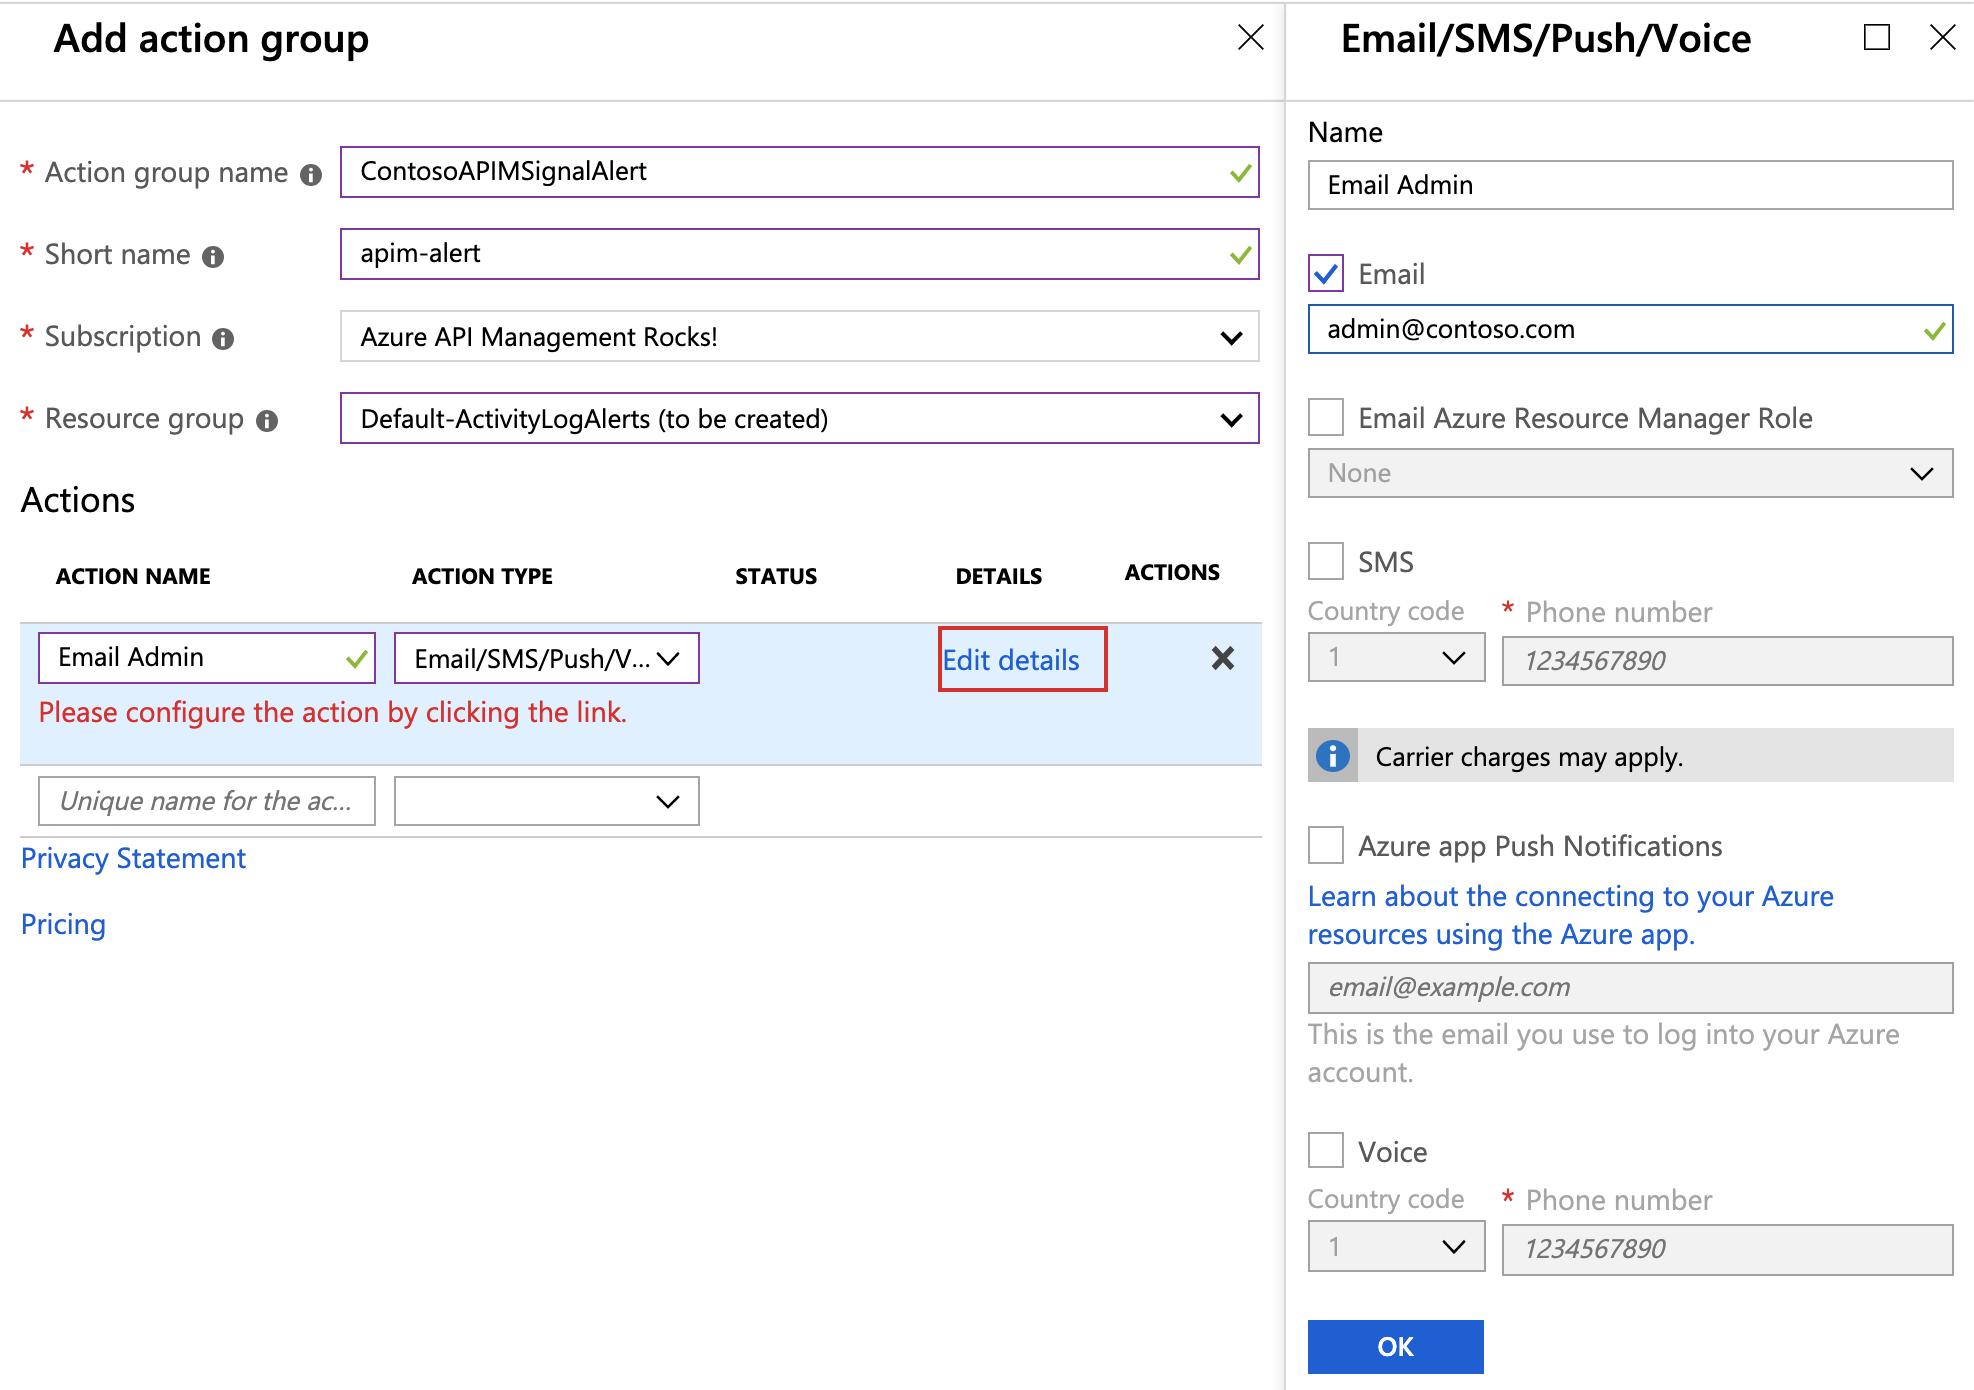 Add action group
* Action group name
ContosoAPIMSignalAlert
* Short name
apim-alert
* Subscription
Azure API Management Rocks!
* Resource group
Default-ActivityLogAlerts (to be created)
Actions
ACTION NAME ACTION TYPE STATUS DETAILS ACTIONS
Email Admin Email/SMS/Push/V... Edit details
Please configure the action by clicking the link.
Unique name for the ac...
Privacy Statement
Pricing
Email/SMS/Push/Voice
Name
Email Admin
Email
admin@contoso.com
Email Azure Resource Manager Role
None
SMS
Country code * Phone number
1 1234567890
Carrier charges may apply.
Azure app Push Notifications
Learn about the connecting to your Azure
resources using the Azure app.
email@example.com
This is the email you use to log into your Azure
account.
Voice
Country code * Phone number
1 1234567890
OK